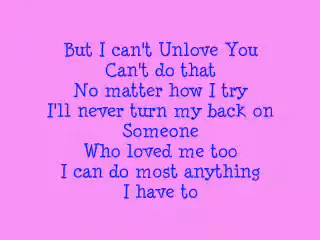 But I can't Unlove You
Can't do that
No matter how I try
I'll never turn my back on
Someone
Who loved me too
I can do most anything
I have to